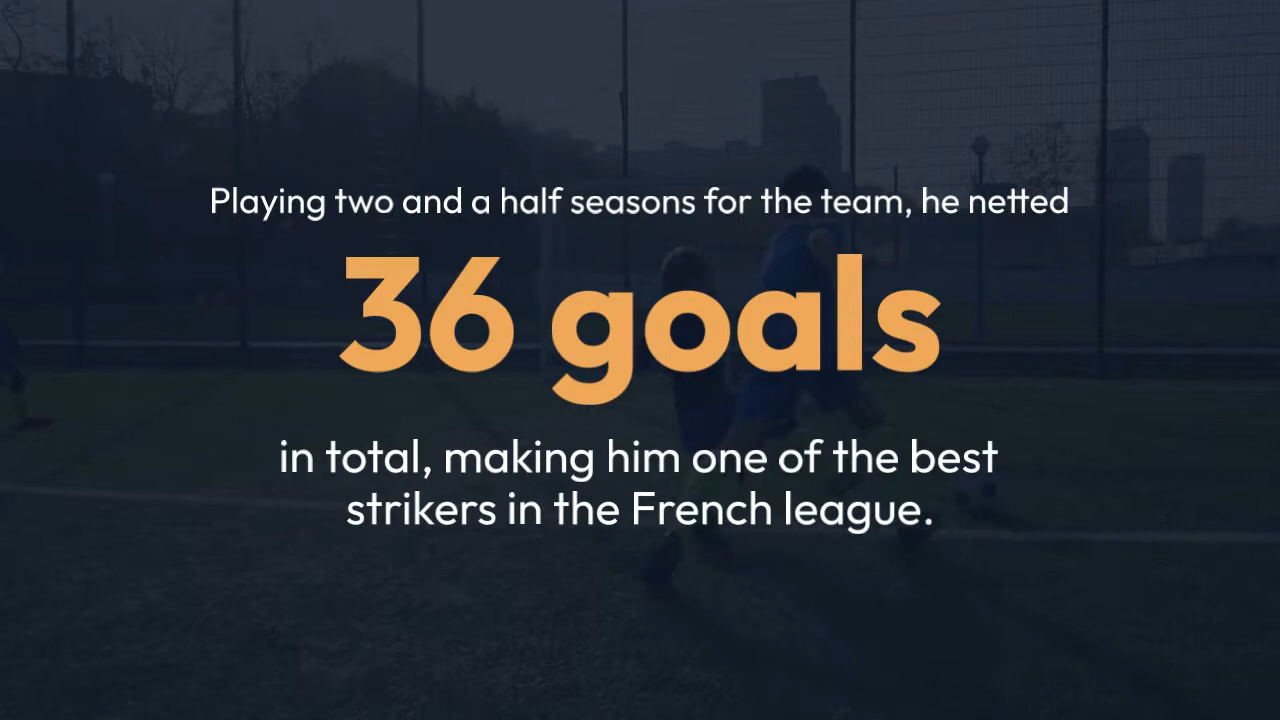 Playing two and a half seasons for the team, he netted
36 goals
in total, making him one of the best
strikers in the French league.